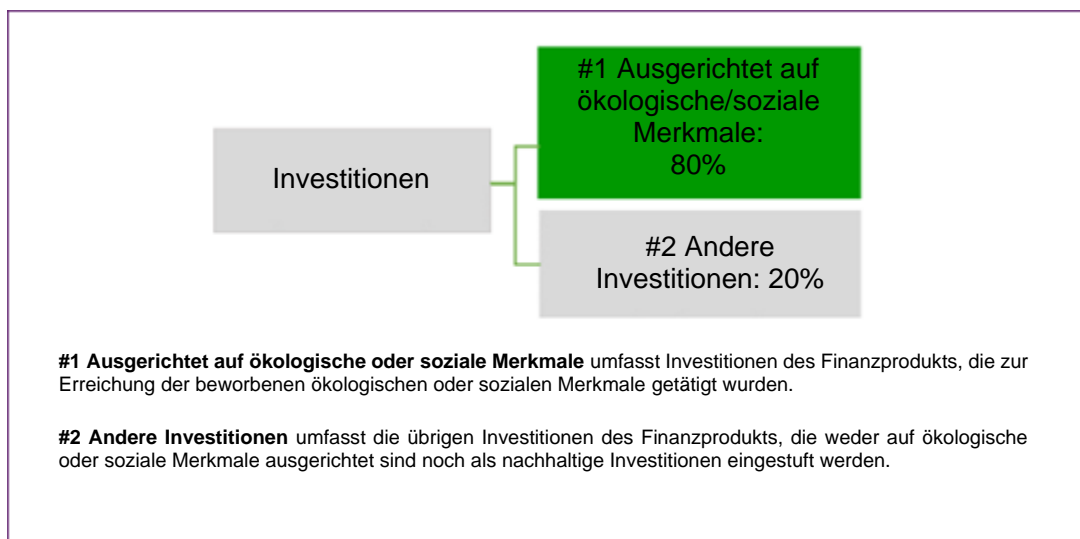 #1 Ausgerichtet auf
ökologische/soziale
Merkmale:
80%
Investitionen
#2 Andere
Investitionen: 20%
#1 Ausgerichtet auf ökologische oder soziale Merkmale umfasst Investitionen des Finanzprodukts, die zur
Erreichung der beworbenen ökologischen oder sozialen Merkmale getätigt wurden.
#2 Andere Investitionen umfasst die übrigen Investitionen des Finanzprodukts, die weder auf ökologische
oder soziale Merkmale ausgerichtet sind noch als nachhaltige Investitionen eingestuft werden.